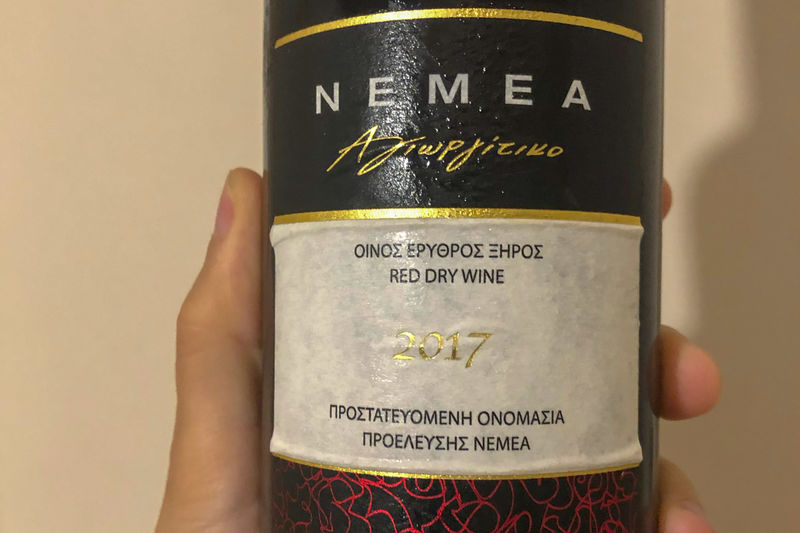 NEMEA
Αγιωργίτικο
ΟΙΝΟΣ ΕΡΥΘΡΟΣ ΞΗΡΟΣ
RED DRY WINE
2017
ΠΡΟΣΤΑΤΕΥΟΜΕΝΗ ΟΝΟΜΑΣΙΑ
ΠΡΟΕΛΕΥΣΗΣ ΝΕΜΕΑ